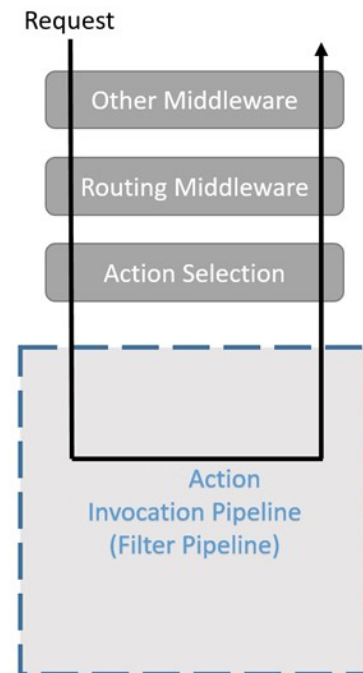 Request
Other Middleware
Routing Middleware
Action Selection
Action
Invocation Pipeline
(Filter Pipeline)